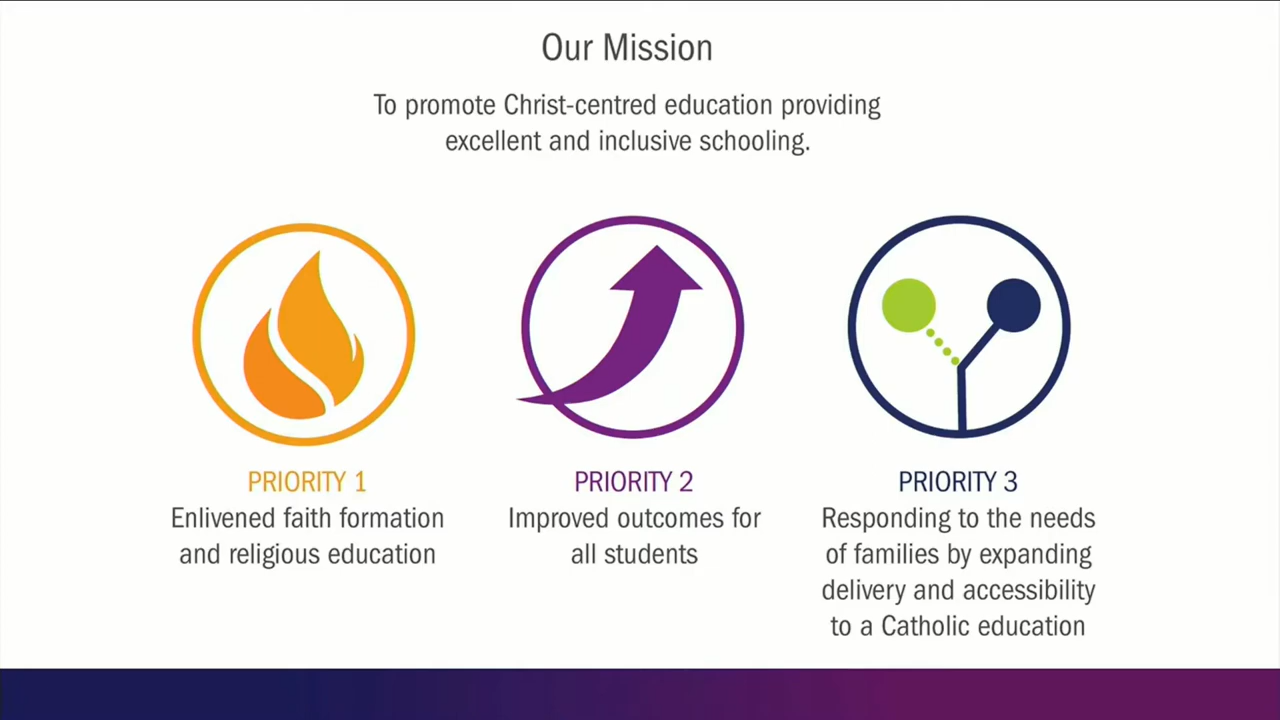 Our Mission
To promote Christ-centred education providing
excellent and inclusive schooling.
PRIORITY 1
Enlivened faith formation
and religious education
PRIORITY 2
Improved outcomes for
all students
PRIORITY 3
Responding to the needs
of families by expanding
delivery and accessibility
to a Catholic education